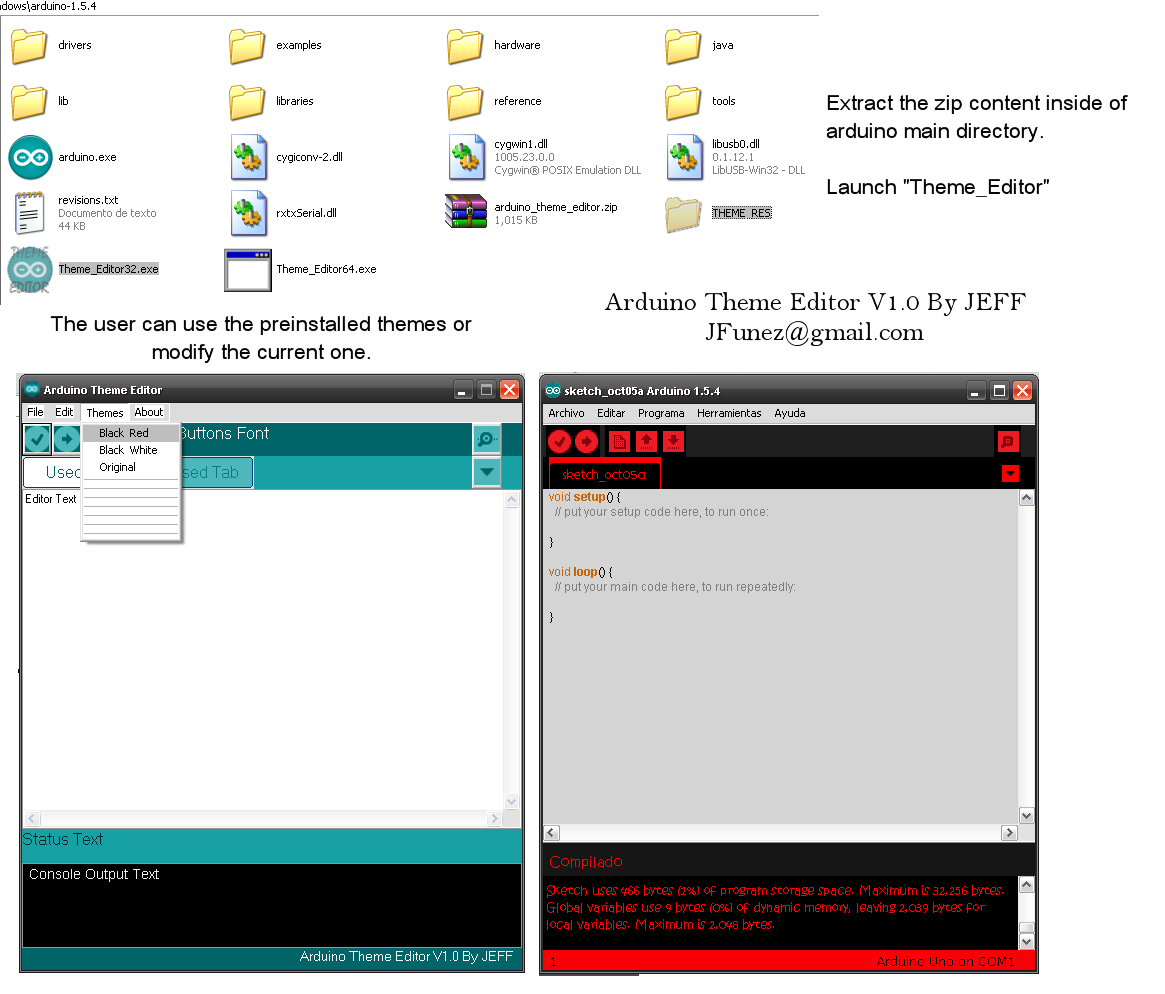 dows\arduino-1.5.4
drivers
examples
hardware
java
lib
libraries
reference
tools
arduino.exe
cygiconv-2.dll
cygwin1.dll
1005.23.0.0
Cygwin® POSIX Emulation DLL
libusb0.dll
0.1.12.1
LibUSB-Win32 - DLL
revisions.txt
Documento de texto
44 KB
rxtxSerial.dll
arduino_theme_editor.zip
1,015 KB
THEME_RES
THEME
EDITOR
Theme_Editor32.exe
Theme_Editor64.exe
Extract the zip content inside of
arduino main directory.
Launch "Theme_Editor"
Arduino Theme Editor V1.0 By JEFF
JFunez@gmail.com
The user can use the preinstalled themes or
modify the current one.
Arduino Theme Editor
File Edit Themes About
Black Red
Black White
Original
Buttons Font
Used
sed Tab
Editor Text
Status Text
Console Output Text
Arduino Theme Editor V1.0 By JEFF
sketch_oct05a Arduino 1.5.4
Archivo Editar Programa Herramientas Ayuda
sketch_oct05a
void setup() {
// put your setup code here, to run once:
}
void loop() {
// put your main code here, to run repeatedly:
}
Compilado
Sketch uses 466 bytes (1%) of program storage space. Maximum is 32,256 bytes.
Global variables use 9 bytes (0%) of dynamic memory, leaving 2,039 bytes for
local variables. Maximum is 2,048 bytes.
1
Arduino Uno on COM1